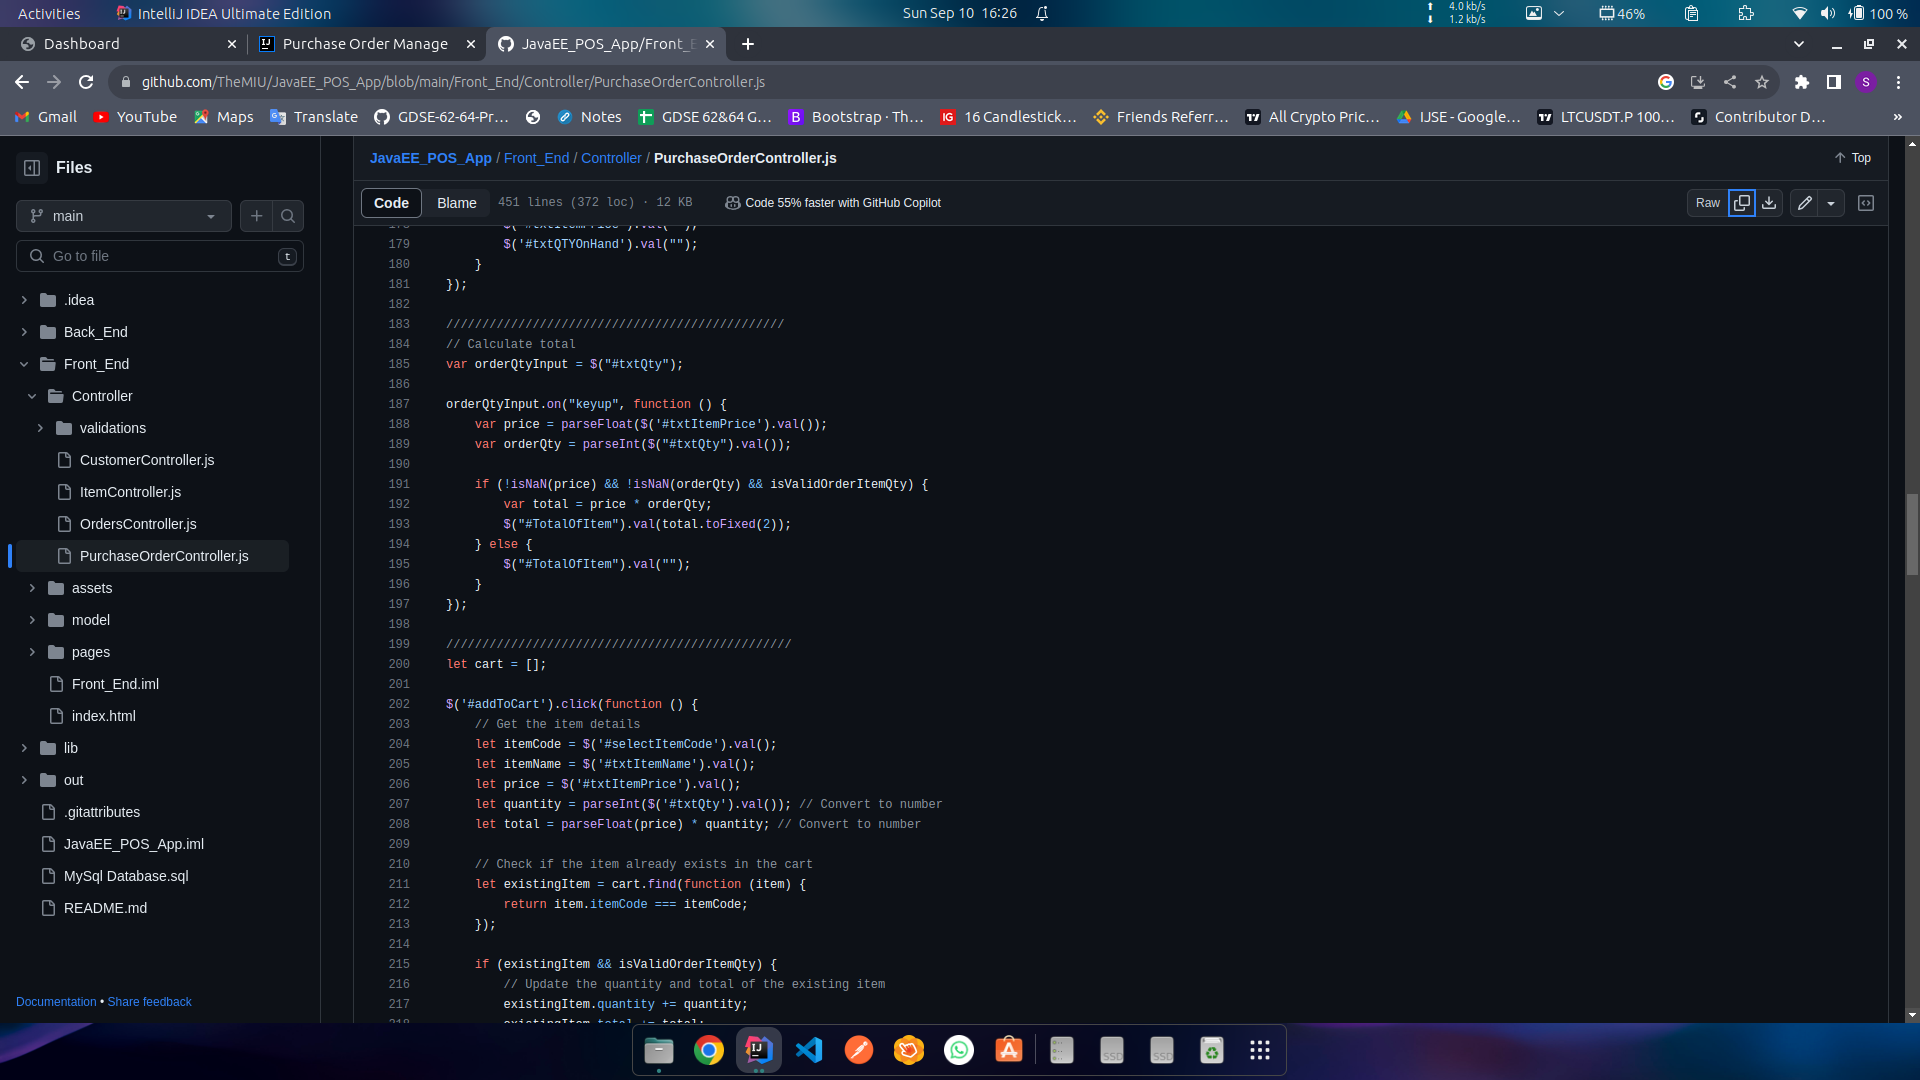 Activities
IntelliJ IDEA Ultimate Edition
Sun Sep 10 16:26
4.0 kb/s
1.2 kb/s
46%
100 %
Dashboard
Purchase Order Manage
JavaEE_POS_App/Front_E
github.com/TheMIU/JavaEE_POS_App/blob/main/Front_End/Controller/PurchaseOrderController.js
S
Gmail
YouTube
Maps
Translate
GDSE-62-64-Pr...
Notes
GDSE 62&64 G...
Bootstrap · Th...
16 Candlestick...
Friends Referr...
All Crypto Pric...
IJSE - Google...
LTCUSDT.P 100...
Contributor D...
»
Files
main
Go to file
t
.idea
Back_End
Front_End
Controller
validations
CustomerController.js
ItemController.js
OrdersController.js
PurchaseOrderController.js
assets
model
pages
Front_End.iml
index.html
lib
out
.gitattributes
JavaEE_POS_App.iml
MySql Database.sql
README.md
Documentation • Share feedback
JavaEE_POS_App / Front_End / Controller / PurchaseOrderController.js
Top
Code
Blame
451 lines (372 loc) · 12 KB
Code 55% faster with GitHub Copilot
Raw
178 $('#txtItemPrice').val("");
179 $('#txtQTYOnHand').val("");
180 }
181 });
182
183 ///////////////////////////////////////////////
184 // Calculate total
185 var orderQtyInput = $("#txtQty");
186
187 orderQtyInput.on("keyup", function () {
188 var price = parseFloat($('#txtItemPrice').val());
189 var orderQty = parseInt($("#txtQty").val());
190
191 if (!isNaN(price) && !isNaN(orderQty) && isValidOrderItemQty) {
192 var total = price * orderQty;
193 $("#TotalOfItem").val(total.toFixed(2));
194 } else {
195 $("#TotalOfItem").val("");
196 }
197 });
198
199 ////////////////////////////////////////////////
200 let cart = [];
201
202 $('#addToCart').click(function () {
203 // Get the item details
204 let itemCode = $('#selectItemCode').val();
205 let itemName = $('#txtItemName').val();
206 let price = $('#txtItemPrice').val();
207 let quantity = parseInt($('#txtQty').val()); // Convert to number
208 let total = parseFloat(price) * quantity; // Convert to number
209
210 // Check if the item already exists in the cart
211 let existingItem = cart.find(function (item) {
212 return item.itemCode === itemCode;
213 });
214
215 if (existingItem && isValidOrderItemQty) {
216 // Update the quantity and total of the existing item
217 existingItem.quantity += quantity;
218 existingItem.total += total;
SSD
SSD